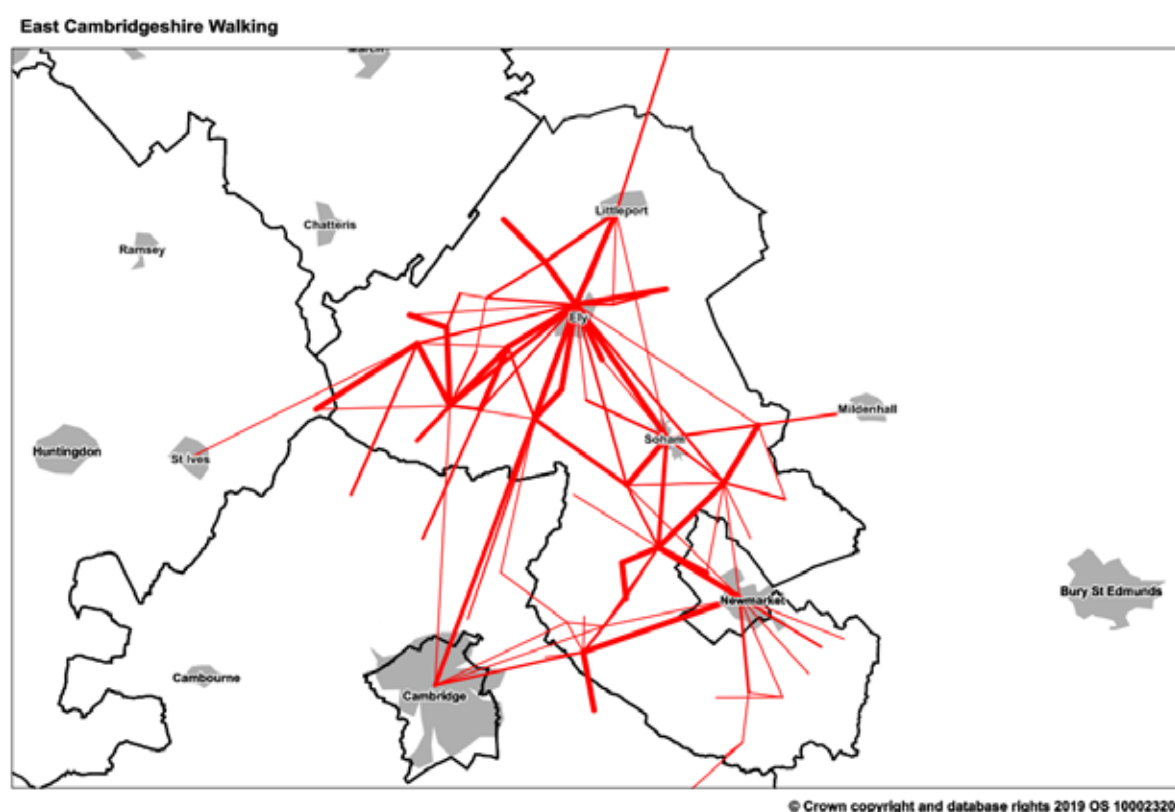 East Cambridgeshire Walking
March
Littleport
Chatteris
Ramsey
Ely
Mildenhall
Soham
Huntingdon
St Ives
Newmarket
Bury St Edmunds
Cambourne
Cambridge
© Crown copyright and database rights 2019 OS 10002320